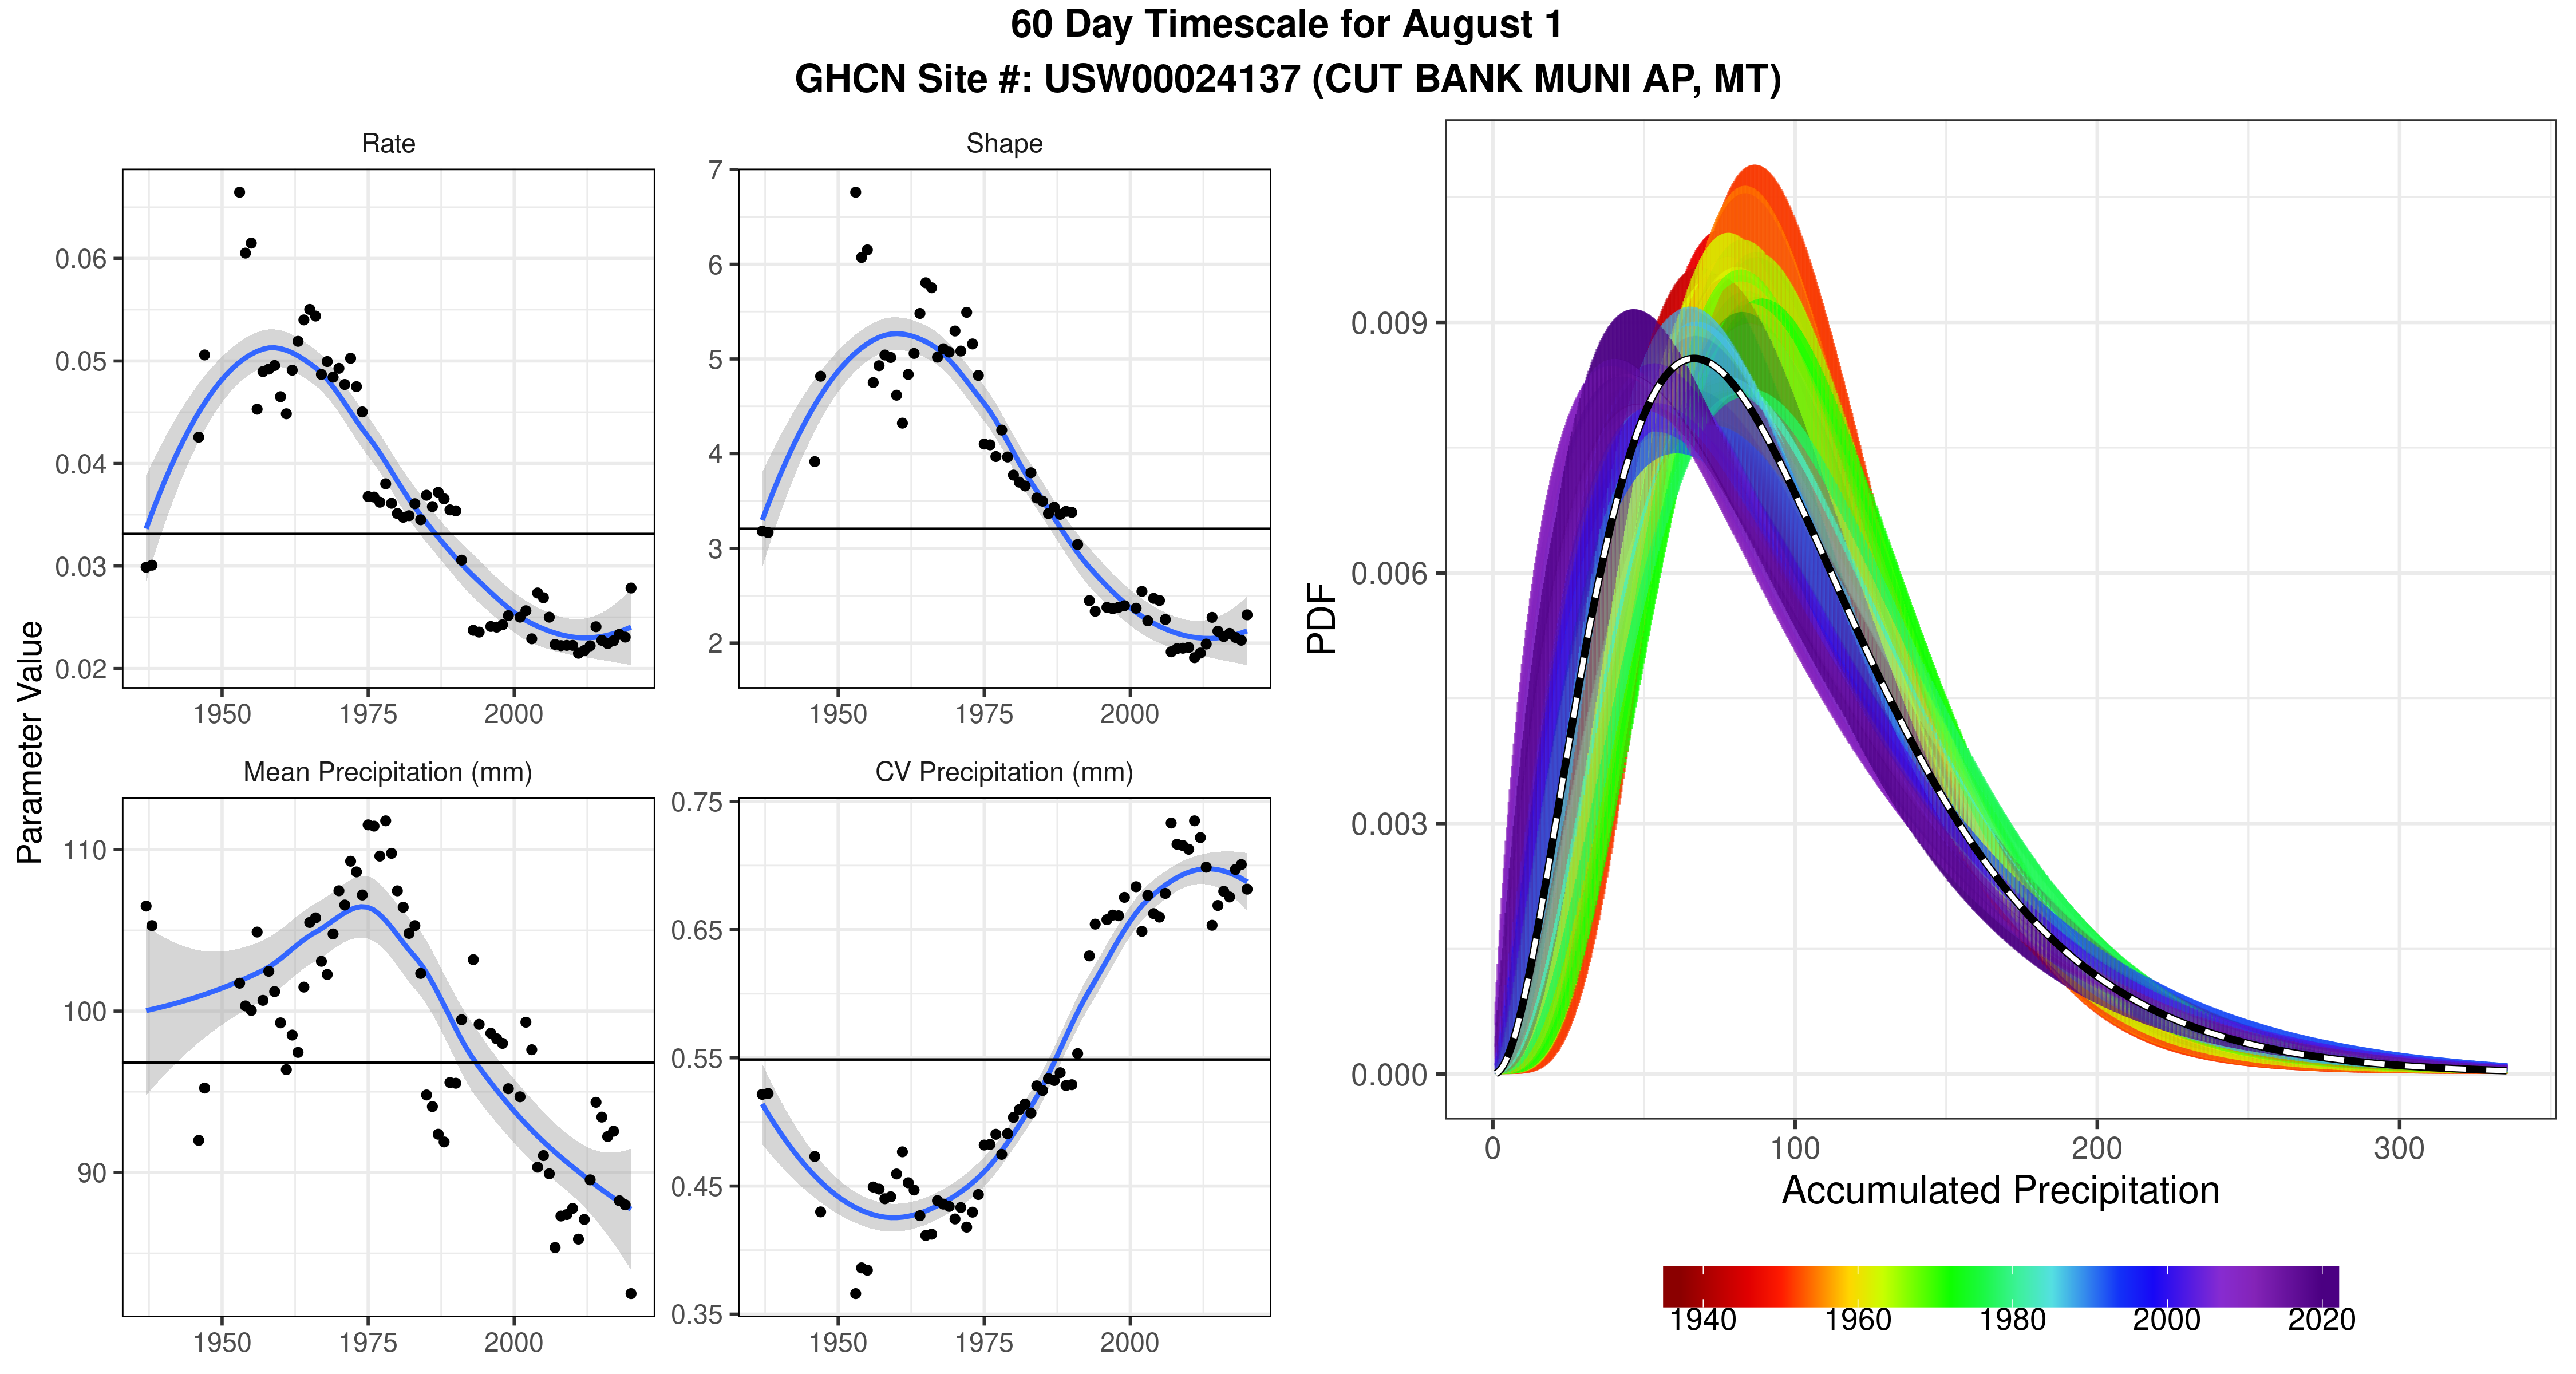 60 Day Timescale for August 1
GHCN Site #: USW00024137 (CUT BANK MUNI AP, MT)
Parameter Value
Rate
0.06
0.05
0.04
0.03
0.02
1950 1975 2000
Shape
7
6
5
4
3
2
1950 1975 2000
Mean Precipitation (mm)
110
100
90
1950 1975 2000
CV Precipitation (mm)
0.75
0.65
0.55
0.45
0.35
1950 1975 2000
PDF
0.009
0.006
0.003
0.000
0 100 200 300
Accumulated Precipitation
1940 1960 1980 2000 2020